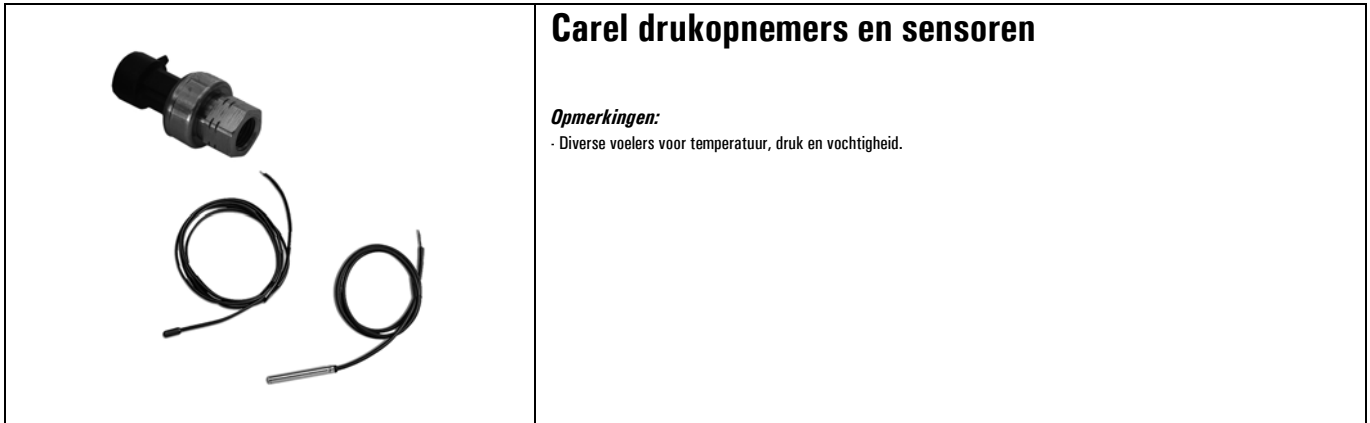 Carel drukopnemers en sensoren
Opmerkingen:
- Diverse voelers voor temperatuur, druk en vochtigheid.